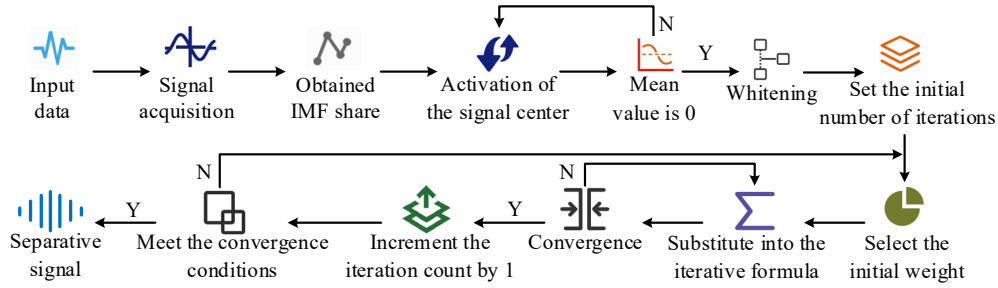 N
Y
Input
data
Signal
acquisition
Obtained
IMF share
Activation of
the signal center
Mean
value is 0
Whitening
Set the initial
number of iterations
N
N
Y
Y
Separative
signal
Meet the convergence
conditions
Increment the
iteration count by 1
Convergence
Substitute into the
iterative formula
Select the
initial weight